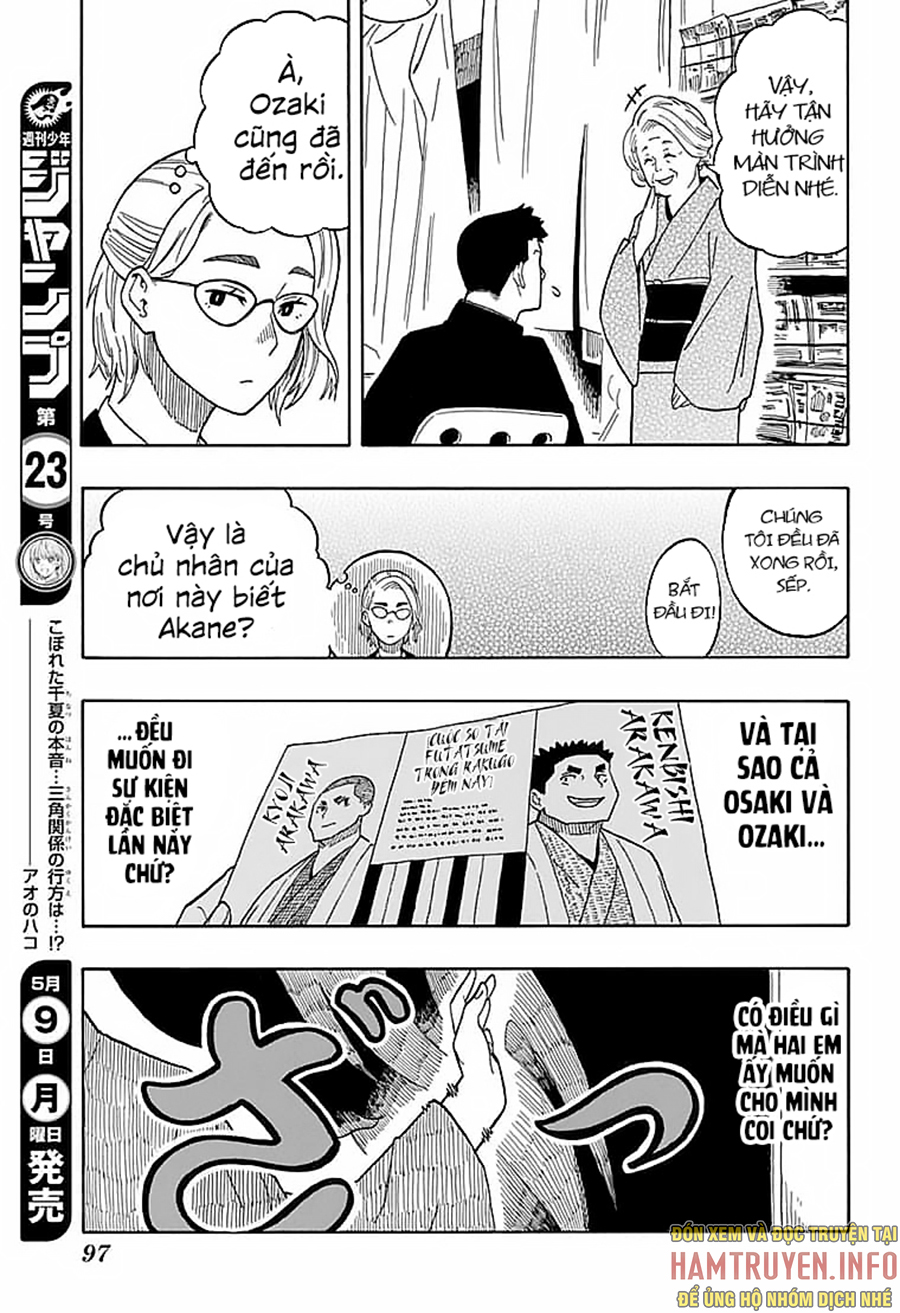 VẬY,
HÃY TẬN
HƯỞNG
MÀN TRÌNH
DIỄN NHÉ.
À,
OZAKI
CŨNG ĐÃ
ĐẾN RỒI.
CHÚNG
TÔI ĐỀU ĐÃ
XONG RỒI,
SẾP.
BẮT
ĐẦU ĐI!
Vậy là
chủ nhân của
nơi này biết
Akane?
VÀ TẠI
SAO CẢ
OSAKI VÀ
OZAKI...
KENBISHI
ARAKAWA
CUỘC SO TÀI
FUTATSUME
TRONG RAKUGO
ĐÊM NAY!
KYOJI
ARAKAWA
...ĐỀU
MUỐN ĐI
SỰ KIỆN
ĐẶC BIỆT
LẦN NÀY
CHỨ?
CÓ ĐIỀU GÌ
MÀ HAI EM
ẤY MUỐN
CHO MÌNH
COI CHỨ?
さっ
週刊少年
ジャンプ
第
23
号
こぼれた千夏の本音…三角関係の行方は…!?
アオのハコ
5月
9
日
月
曜日
発売
97
ĐÓN XEM VÀ ĐỌC TRUYỆN TẠI
HAMTRUYEN.INFO
ĐỂ ỦNG HỘ NHÓM DỊCH NHÉ